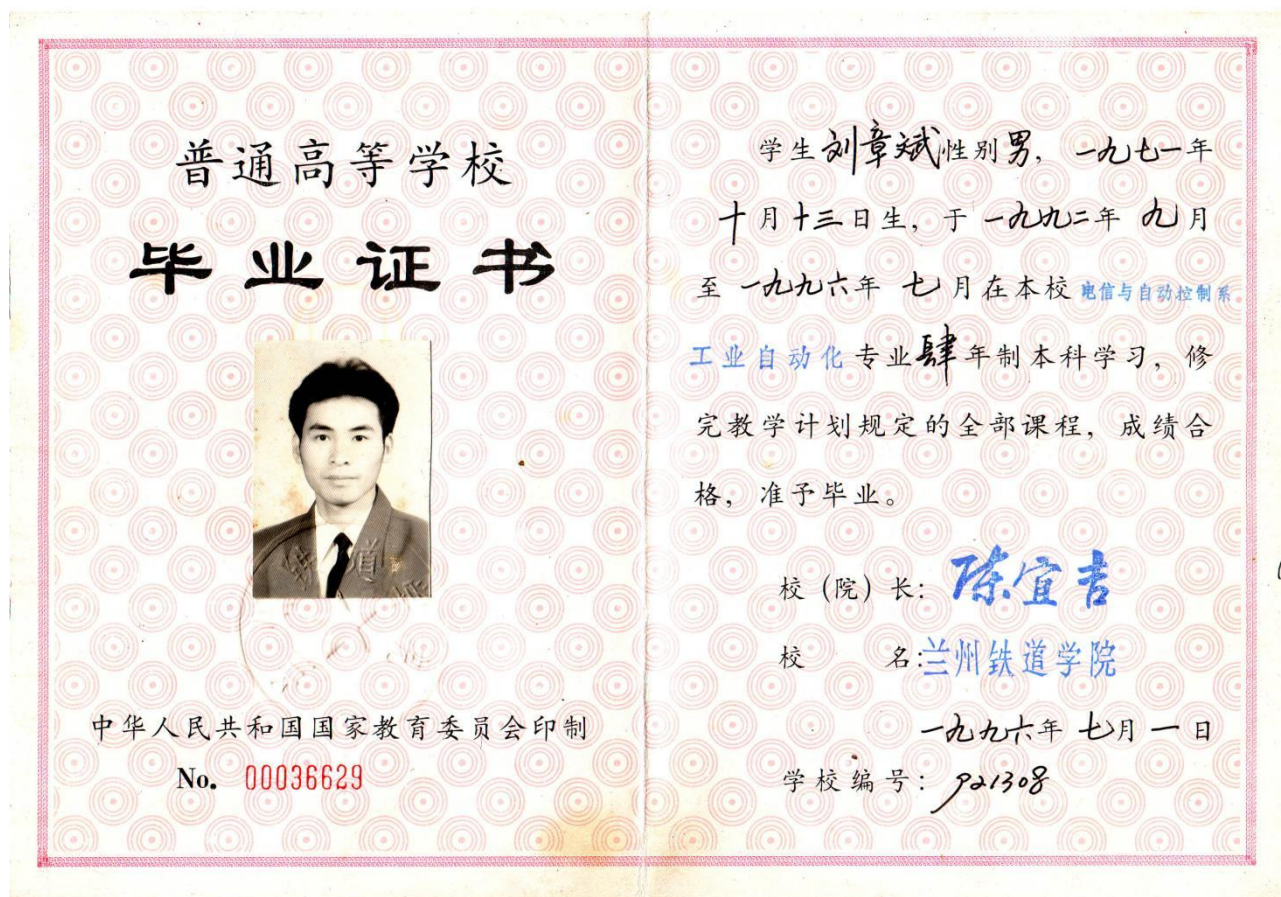 普通高等学校
毕业证书
铁道
中华人民共和国国家教育委员会印制
No. 00036629
学生刘章斌性别男，一九七一年
十月十三日生，于一九九二年九月
至一九九六年七月在本校电信与自动控制系
工业自动化专业肆年制本科学习，修
完教学计划规定的全部课程，成绩合
格，准予毕业。
校（院）长：陈宜吉
校名：兰州铁道学院
一九九六年七月一日
学校编号：921308